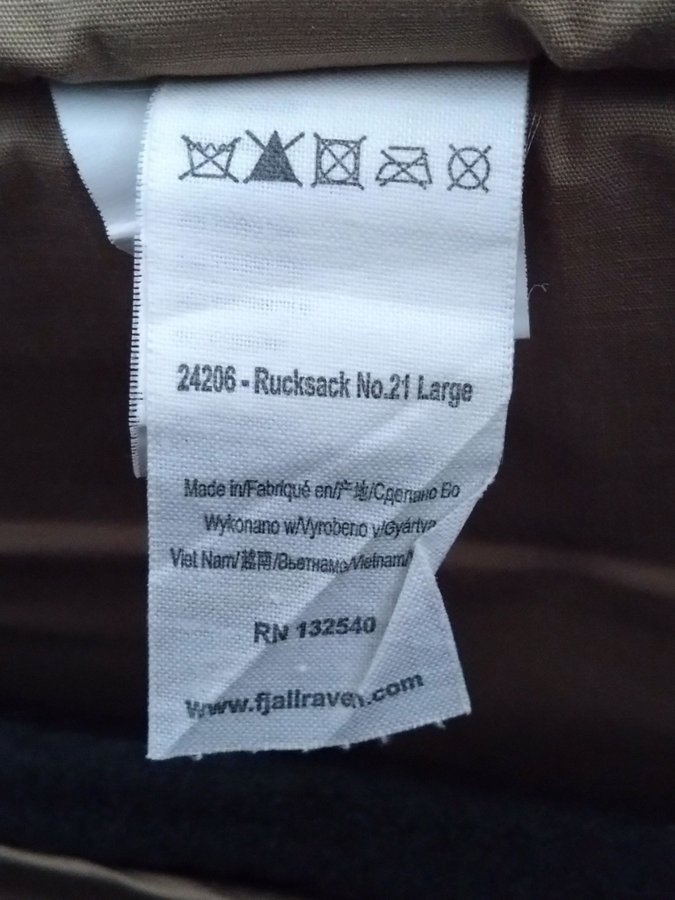 24206 - Rucksack No.21 Large
Made in/Fabriqué en/产地/Сделано Во
Wykonano w/Vyrobeno v/Gyártva
Viet Nam/越南/Вьетнам/Vietnam/
RN 132540
www.fjallraven.com